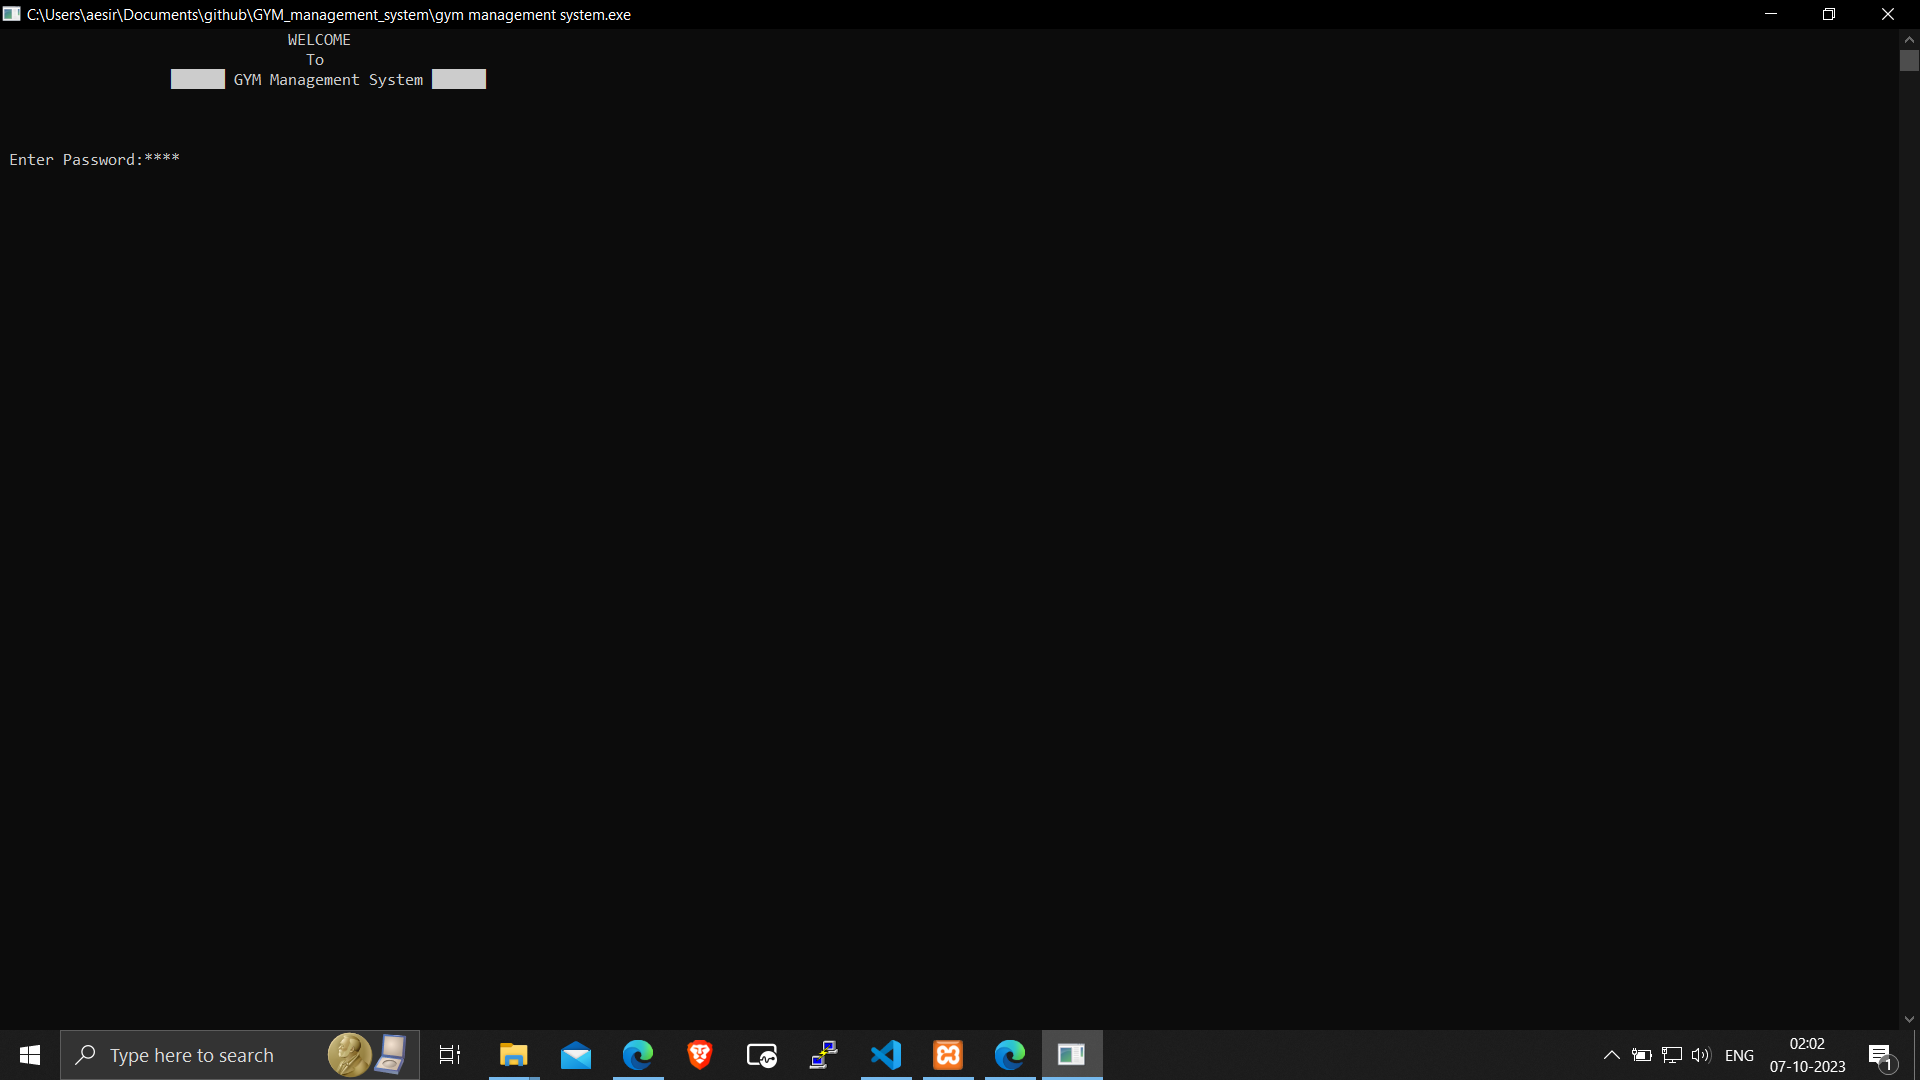 C:\Users\aesir\Documents\github\GYM_management_system\gym management system.exe
WELCOME
To
██████ GYM Management System ██████
Enter Password:****
Type here to search
ENG
02:02
07-10-2023
1